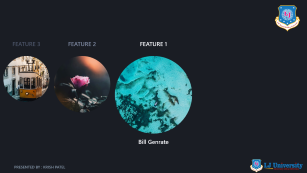 FEATURE 3
FEATURE 2
FEATURE 1
Bill Genrate
PRESENTED BY : KRISH PATEL
LJ University